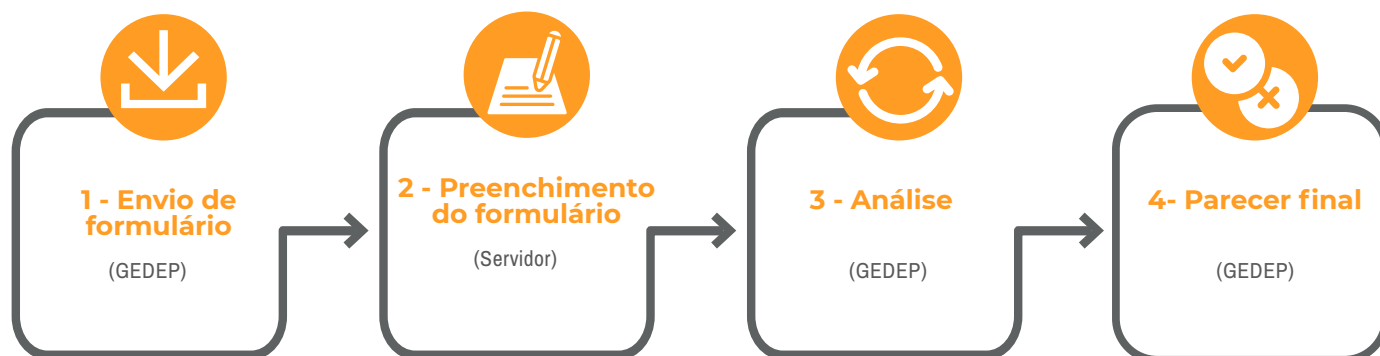 1 - Envio de
formulário
(GEDEP)
2 - Preenchimento
do formulário
(Servidor)
3 - Análise
(GEDEP)
4- Parecer final
(GEDEP)